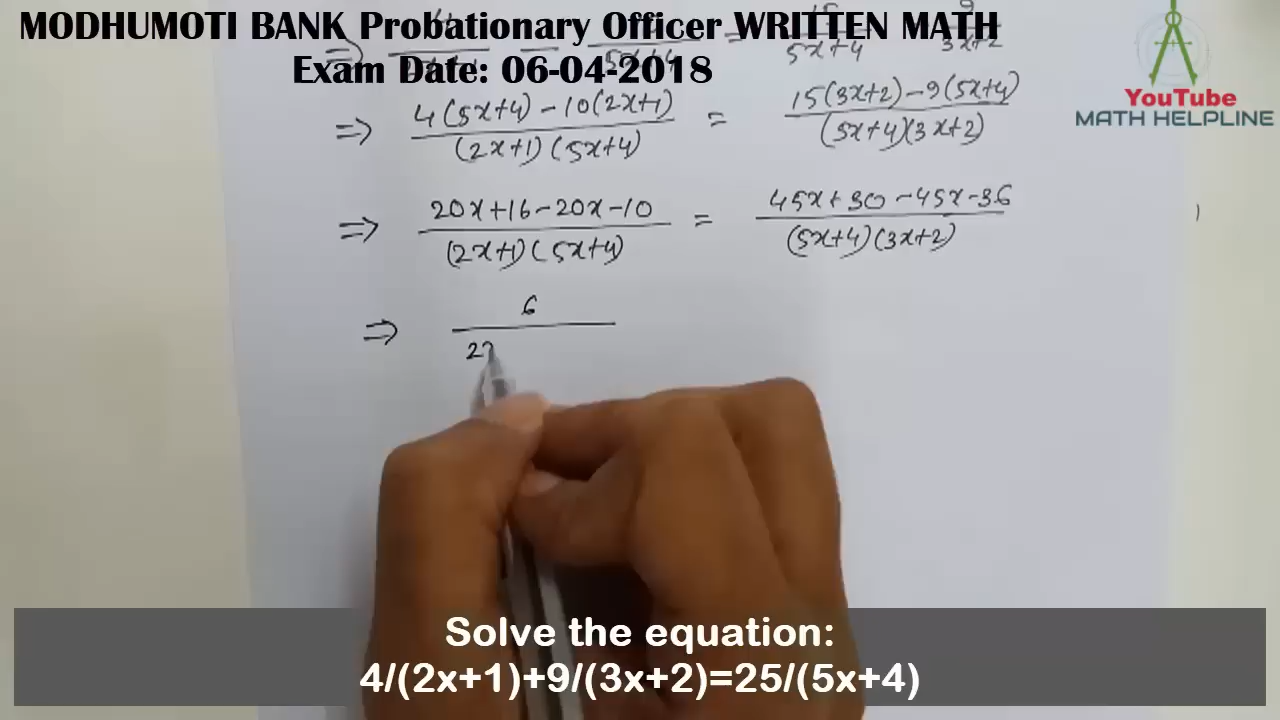 MODHUMOTI BANK Probationary Officer WRITTEN MATH
Exam Date: 06-04-2018
YouTube
MATH HELPLINE
⇒ 4(5x+4)-10(2x+1)/(2x+1)(5x+4) = 15(3x+2)-9(5x+4)/(5x+4)(3x+2)
⇒ 20x+16-20x-10/(2x+1)(5x+4) = 45x+30-45x-36/(5x+4)(3x+2)
⇒ 6/2x
Solve the equation:
4/(2x+1)+9/(3x+2)=25/(5x+4)